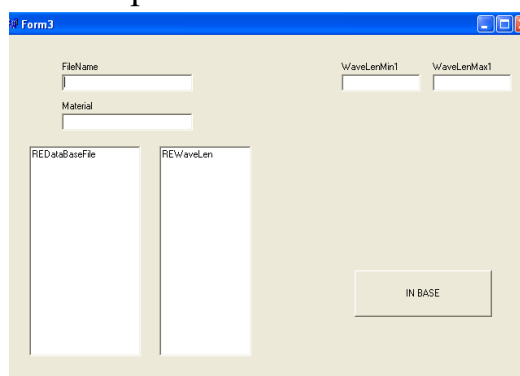 Form3
FileName
WaveLenMin1
WaveLenMax1
Material
REDataBaseFile
REWaveLen
IN BASE